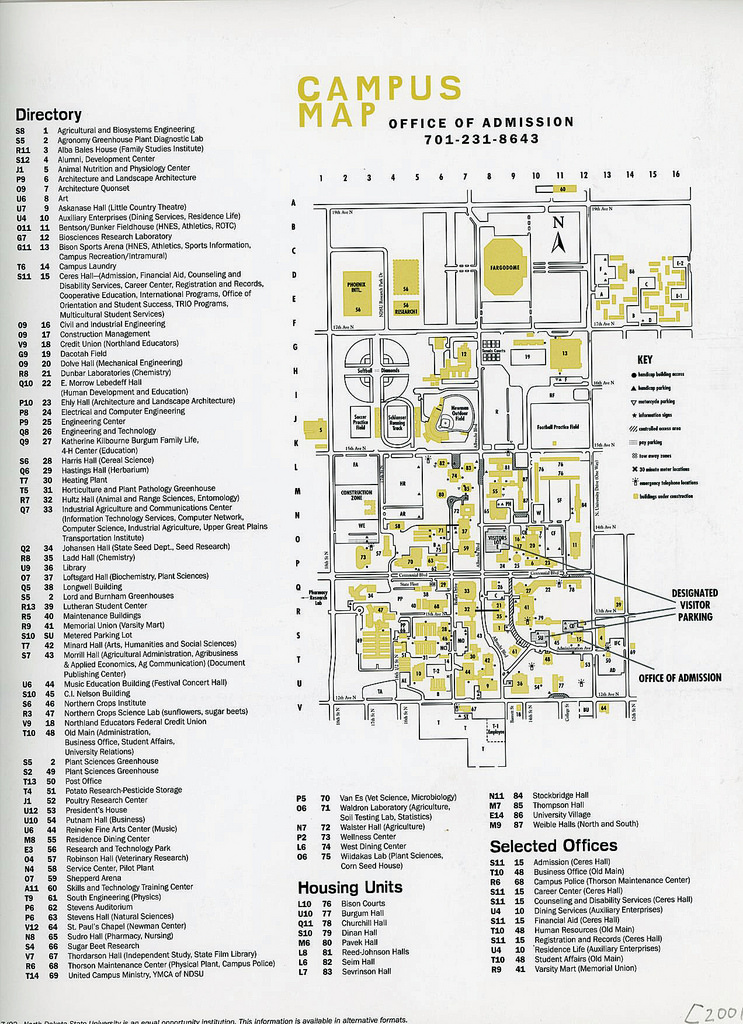 CAMPUS
MAP OFFICE OF ADMISSION
701-231-8643
Directory
S8 1 Agricultural and Biosystems Engineering
S5 2 Agronomy Greenhouse Plant Diagnostic Lab
R11 3 Alba Bales House (Family Studies Institute)
S12 4 Alumni, Development Center
J1 5 Animal Nutrition and Physiology Center
P9 6 Architecture and Landscape Architecture
O9 7 Architecture Quonset
U6 8 Art
U7 9 Askanase Hall (Little Country Theatre)
U4 10 Auxiliary Enterprises (Dining Services, Residence Life)
O11 11 Bentson/Bunker Fieldhouse (HNES, Athletics, ROTC)
G7 12 Biosciences Research Laboratory
G11 13 Bison Sports Arena (HNES, Athletics, Sports Information,
Campus Recreation/Intramural)
T6 14 Campus Laundry
S11 15 Ceres Hall—(Admission, Financial Aid, Counseling and
Disability Services, Career Center, Registration and Records,
Cooperative Education, International Programs, Office of
Orientation and Student Success, TRIO Programs,
Multicultural Student Services)
O9 16 Civil and Industrial Engineering
O9 17 Construction Management
V9 18 Credit Union (Northland Educators)
G9 19 Dacotah Field
O9 20 Dolve Hall (Mechanical Engineering)
R8 21 Dunbar Laboratories (Chemistry)
Q10 22 E. Morrow Lebedeff Hall
(Human Development and Education)
P10 23 Ehly Hall (Architecture and Landscape Architecture)
P8 24 Electrical and Computer Engineering
P9 25 Engineering Center
Q8 26 Engineering and Technology
Q9 27 Katherine Kilbourne Burgum Family Life,
4-H Center (Education)
S6 28 Harris Hall (Cereal Science)
Q6 29 Hastings Hall (Herbarium)
T7 30 Heating Plant
T5 31 Horticulture and Plant Pathology Greenhouse
R7 32 Hultz Hall (Animal and Range Sciences, Entomology)
Q7 33 Industrial Agriculture and Communications Center
(Information Technology Services, Computer Network,
Computer Science, Industrial Agriculture, Upper Great Plains
Transportation Institute)
Q2 34 Johansen Hall (State Seed Dept., Seed Research)
R8 35 Ladd Hall (Chemistry)
U9 36 Library
O7 37 Loftsgard Hall (Biochemistry, Plant Sciences)
Q5 38 Longwell Building
S5 2 Lord and Burnham Greenhouses
R13 39 Lutheran Student Center
R5 40 Maintenance Buildings
R9 41 Memorial Union (Varsity Mart)
S10 SU Metered Parking Lot
T7 42 Minard Hall (Arts, Humanities and Social Sciences)
S7 43 Morrill Hall (Agricultural Administration, Agribusiness
& Applied Economics, Ag Communication) (Document
Publishing Center)
U6 44 Music Education Building (Festival Concert Hall)
S10 45 C.I. Nelson Building
S6 46 Northern Crops Institute
R3 47 Northern Crops Science Lab (sunflowers, sugar beets)
V9 18 Northland Educators Federal Credit Union
T10 48 Old Main (Administration,
Business Office, Student Affairs,
University Relations)
S5 2 Plant Sciences Greenhouse
S2 49 Plant Sciences Greenhouse
T13 50 Post Office
T4 51 Potato Research-Pesticide Storage
J1 52 Poultry Research Center
U12 53 President's House
U10 54 Putnam Hall (Business)
U6 44 Reineke Fine Arts Center (Music)
M8 55 Residence Dining Center
E3 56 Research and Technology Park
O4 57 Robinson Hall (Veterinary Research)
N4 58 Service Center, Pilot Plant
O7 59 Shepperd Arena
A11 60 Skills and Technology Training Center
T9 61 South Engineering (Physics)
P6 62 Stevens Auditorium
P6 63 Stevens Hall (Natural Sciences)
V12 64 St. Paul's Chapel (Newman Center)
N8 65 Sudro Hall (Pharmacy, Nursing)
S4 66 Sugar Beet Research
V7 67 Thordarson Hall (Independent Study, State Film Library)
R6 68 Thorson Maintenance Center (Physical Plant, Campus Police)
T14 69 United Campus Ministry, YMCA of NDSU
1 2 3 4 5 6 7 8 9 10 11 12 13 14 15 16
A
B
C
D
E
F
G
H
I
J
K
L
M
N
O
P
Q
R
S
T
U
V
N
19th Ave N
19th Ave N
FARGODOME
PHOENIX
INTL.
RESEARCH
NDSU Research Park Dr
17th Ave N
17th Ave N
Tennis Courts
Softball Diamonds
Soccer
Practice
Field
Schlosser
Running
Track
Newman
Outdoor
Field
Football Practice Field
16th Ave N
15th Ave N
15th Ave N
CONSTRUCTION
ZONE
14th Ave N
VISITORS
LOT
Centennial Blvd
Centennial Blvd
State Fleet
Pharmacy
Research
Lab
13th Ave N
Administration Ave
12th Ave N
12th Ave N
T-1
Employee
KEY
handicap building access
handicap parking
motorcycle parking
information signs
controlled access area
pay parking
tow away zones
30 minute meter locations
emergency telephone locations
buildings under construction
DESIGNATED
VISITOR
PARKING
OFFICE OF ADMISSION
P5 70 Van Es (Vet Science, Microbiology)
O6 71 Waldron Laboratory (Agriculture,
Soil Testing Lab, Statistics)
N7 72 Walster Hall (Agriculture)
P2 73 Wellness Center
L6 74 West Dining Center
O6 75 Wiidakas Lab (Plant Sciences,
Corn Seed House)
Housing Units
L10 76 Bison Courts
U10 77 Burgum Hall
Q11 78 Churchill Hall
S10 79 Dinan Hall
M6 80 Pavek Hall
L8 81 Reed-Johnson Halls
L6 82 Seim Hall
L7 83 Sevrinson Hall
N11 84 Stockbridge Hall
M7 85 Thompson Hall
E14 86 University Village
M9 87 Weible Halls (North and South)
Selected Offices
S11 15 Admission (Ceres Hall)
T10 48 Business Office (Old Main)
R6 68 Campus Police (Thorson Maintenance Center)
S11 15 Career Center (Ceres Hall)
S11 15 Counseling and Disability Services (Ceres Hall)
U4 10 Dining Services (Auxiliary Enterprises)
S11 15 Financial Aid (Ceres Hall)
T10 48 Human Resources (Old Main)
S11 15 Registration and Records (Ceres Hall)
U4 10 Residence Life (Auxiliary Enterprises)
T10 48 Student Affairs (Old Main)
R9 41 Varsity Mart (Memorial Union)
North Dakota State University is an equal opportunity institution. This information is available in alternative formats.
[2001